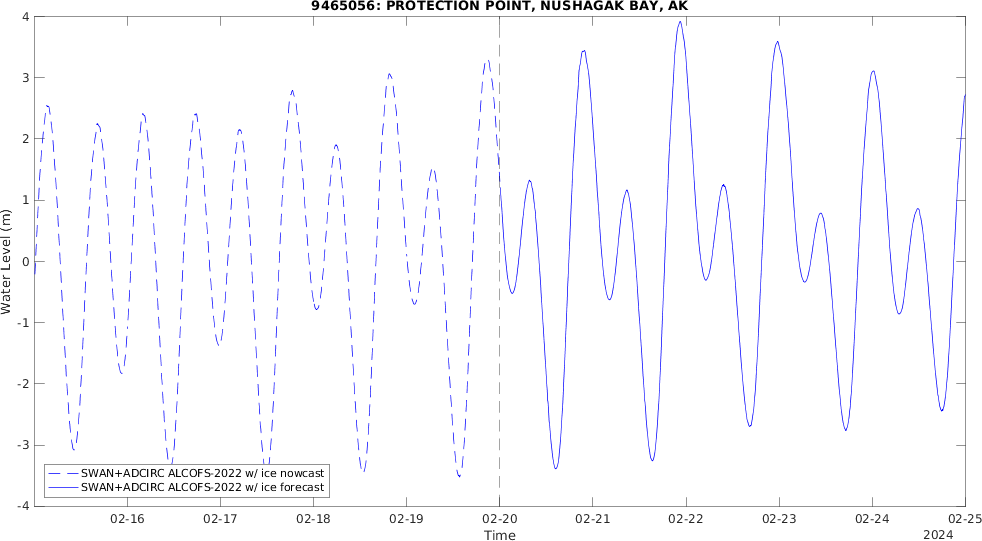 9465056: PROTECTION POINT, NUSHAGAK BAY, AK
Water Level (m)
4
3
2
1
0
-1
-2
-3
-4
SWAN+ADCIRC ALCOFS-2022 w/ ice nowcast
SWAN+ADCIRC ALCOFS-2022 w/ ice forecast
02-16 02-17 02-18 02-19 02-20 02-21 02-22 02-23 02-24 02-25
Time
2024